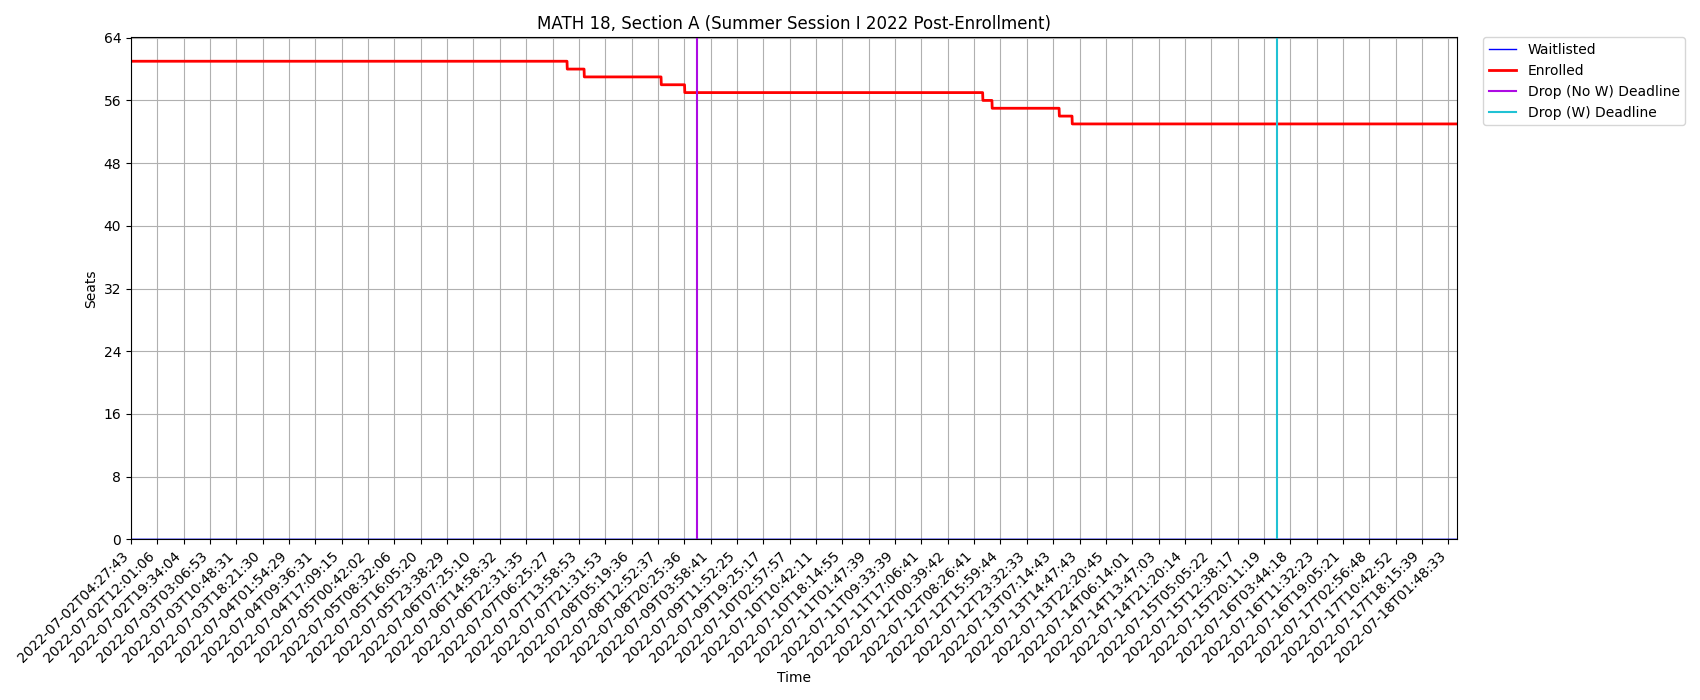 MATH 18, Section A (Summer Session I 2022 Post-Enrollment)
64
56
48
40
32
24
16
8
0
Seats
Waitlisted
Enrolled
Drop (No W) Deadline
Drop (W) Deadline
2022-07-02T04:27:43
2022-07-02T12:01:06
2022-07-02T19:34:04
2022-07-03T03:06:53
2022-07-03T10:48:31
2022-07-03T18:21:30
2022-07-04T01:54:29
2022-07-04T09:36:31
2022-07-04T17:09:15
2022-07-05T00:42:02
2022-07-05T08:32:06
2022-07-05T16:05:20
2022-07-05T23:38:29
2022-07-06T07:25:10
2022-07-06T14:58:32
2022-07-06T22:31:35
2022-07-07T06:25:27
2022-07-07T13:58:53
2022-07-07T21:31:53
2022-07-08T05:19:36
2022-07-08T12:52:37
2022-07-08T20:25:36
2022-07-09T03:58:41
2022-07-09T11:52:25
2022-07-09T19:25:17
2022-07-10T02:57:57
2022-07-10T10:42:11
2022-07-10T18:14:55
2022-07-11T01:47:39
2022-07-11T09:33:39
2022-07-11T17:06:41
2022-07-12T00:39:42
2022-07-12T08:26:41
2022-07-12T15:59:44
2022-07-12T23:32:33
2022-07-13T07:14:43
2022-07-13T14:47:43
2022-07-13T22:20:45
2022-07-14T06:14:01
2022-07-14T13:47:03
2022-07-14T21:20:14
2022-07-15T05:05:22
2022-07-15T12:38:17
2022-07-15T20:11:19
2022-07-16T03:44:18
2022-07-16T11:32:23
2022-07-16T19:05:21
2022-07-17T02:56:48
2022-07-17T10:42:52
2022-07-17T18:15:39
2022-07-18T01:48:33
Time